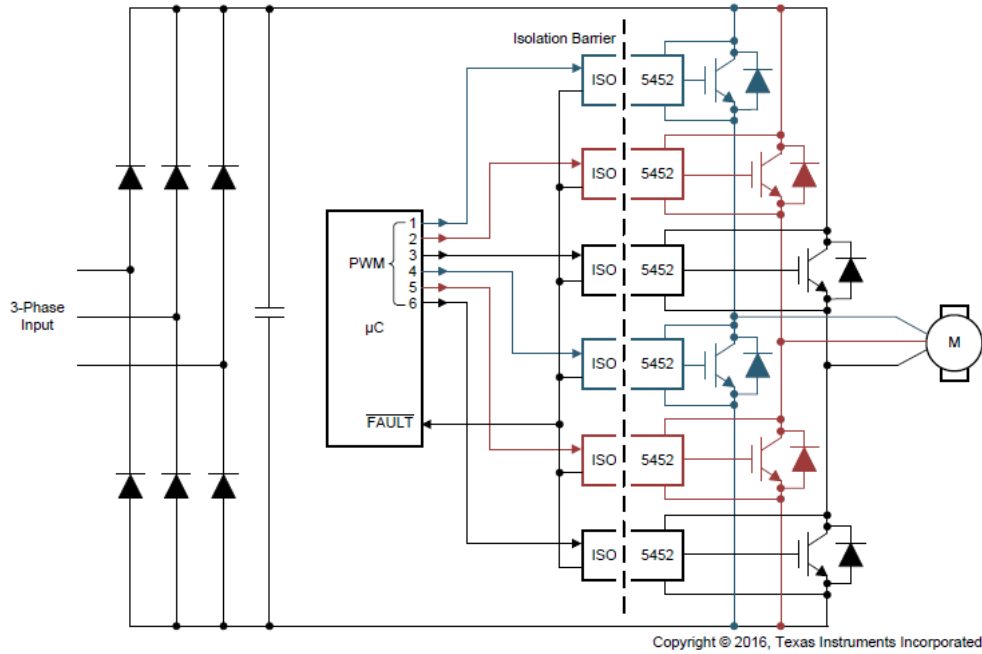 Isolation Barrier
ISO 5452
ISO 5452
ISO 5452
ISO 5452
ISO 5452
ISO 5452
PWM
1
2
3
4
5
6
µC
FAULT
3-Phase
Input
M
Copyright © 2016, Texas Instruments Incorporated